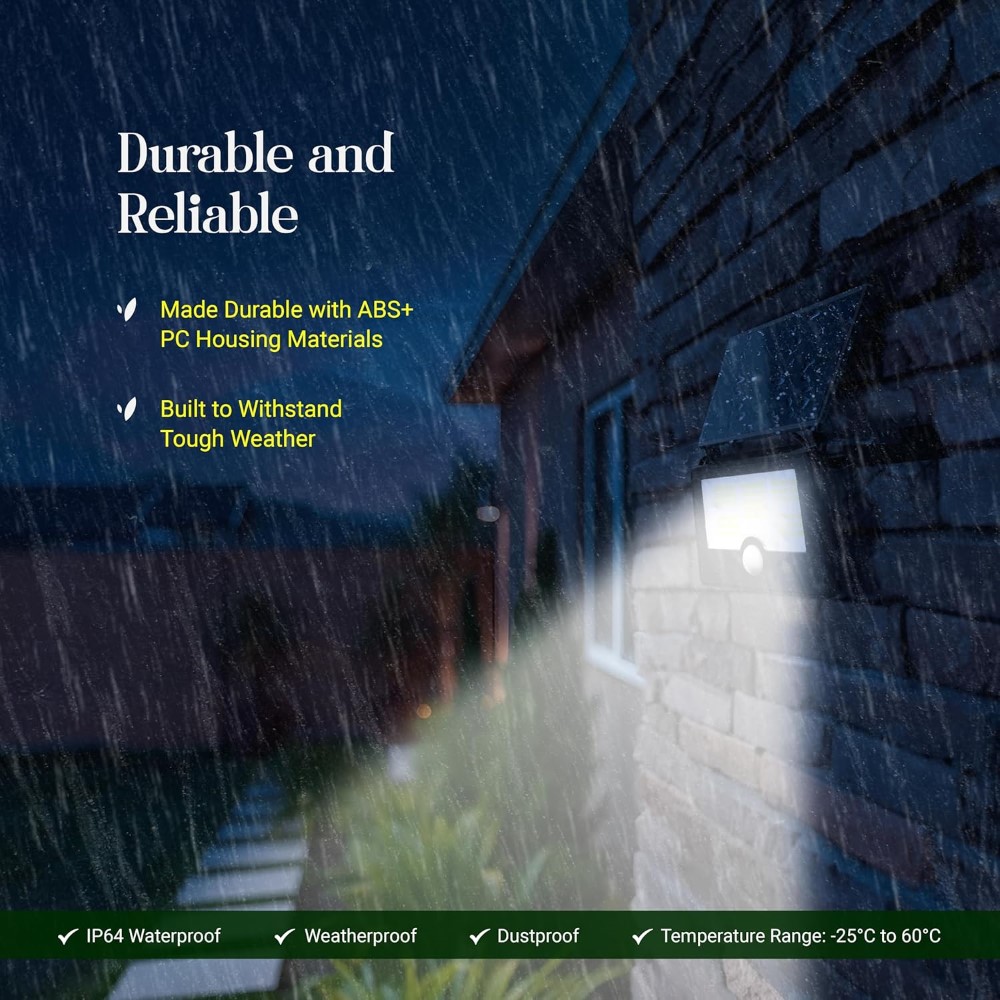 Durable and
Reliable
Made Durable with ABS+
PC Housing Materials
Built to Withstand
Tough Weather
IP64 Waterproof
Weatherproof
Dustproof
Temperature Range: -25°C to 60°C